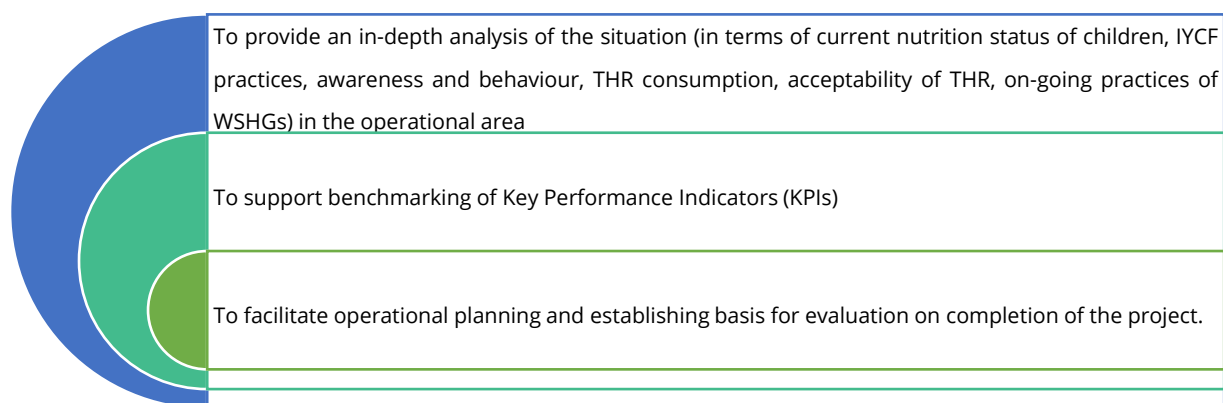 To provide an in-depth analysis of the situation (in terms of current nutrition status of children, IYCF
practices, awareness and behaviour, THR consumption, acceptability of THR, on-going practices of
WSHGs) in the operational area
To support benchmarking of Key Performance Indicators (KPIs)
To facilitate operational planning and establishing basis for evaluation on completion of the project.